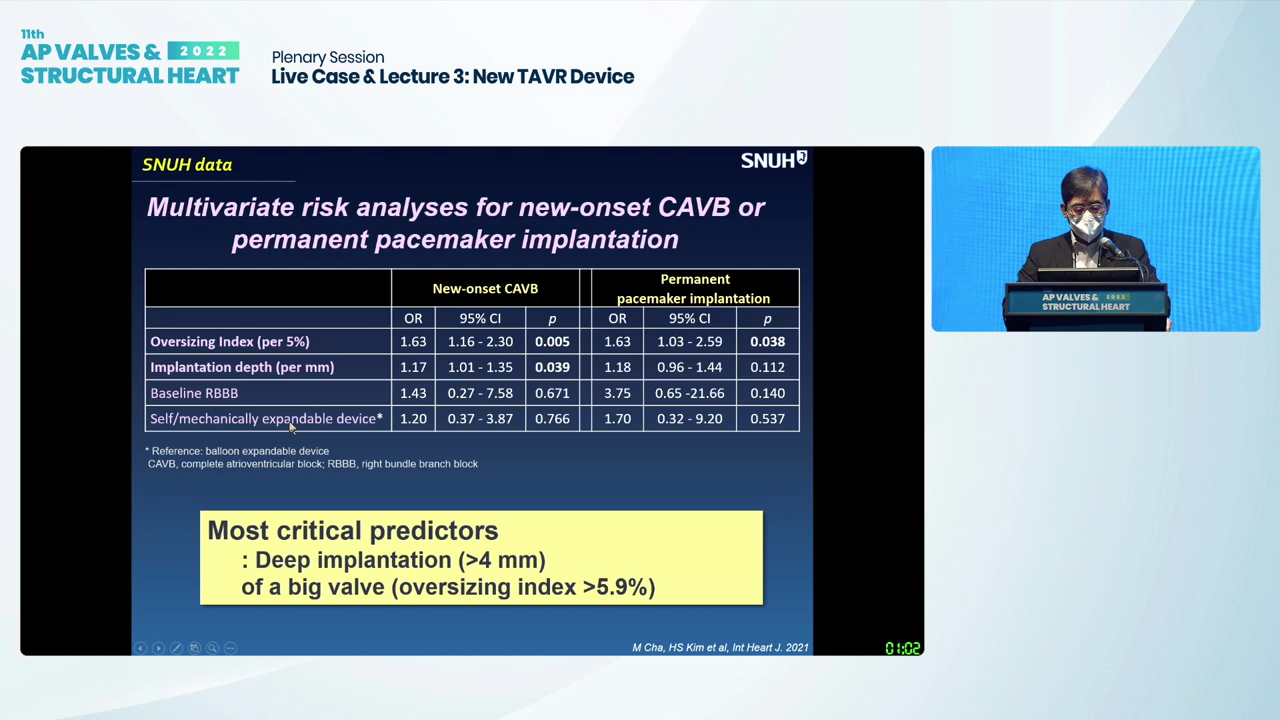 11th
AP VALVES & 2022
STRUCTURAL HEART
Plenary Session
Live Case & Lecture 3: New TAVR Device
SNUH data
SNUH
Multivariate risk analyses for new-onset CAVB or
permanent pacemaker implantation
New-onset CAVB
Permanent
pacemaker implantation
OR 95% CI p OR 95% CI p
Oversizing Index (per 5%) 1.63 1.16 - 2.30 0.005 1.63 1.03 - 2.59 0.038
Implantation depth (per mm) 1.17 1.01 - 1.35 0.039 1.18 0.96 - 1.44 0.112
Baseline RBBB 1.43 0.27 - 7.58 0.671 3.75 0.65 -21.66 0.140
Self/mechanically expandable device* 1.20 0.37 - 3.87 0.766 1.70 0.32 - 9.20 0.537
* Reference: balloon expandable device
CAVB, complete atrioventricular block; RBBB, right bundle branch block
Most critical predictors
: Deep implantation (>4 mm)
of a big valve (oversizing index >5.9%)
M Cha, HS Kim et al, Int Heart J. 2021
01:02
AP VALVES & 2022
STRUCTURAL HEART